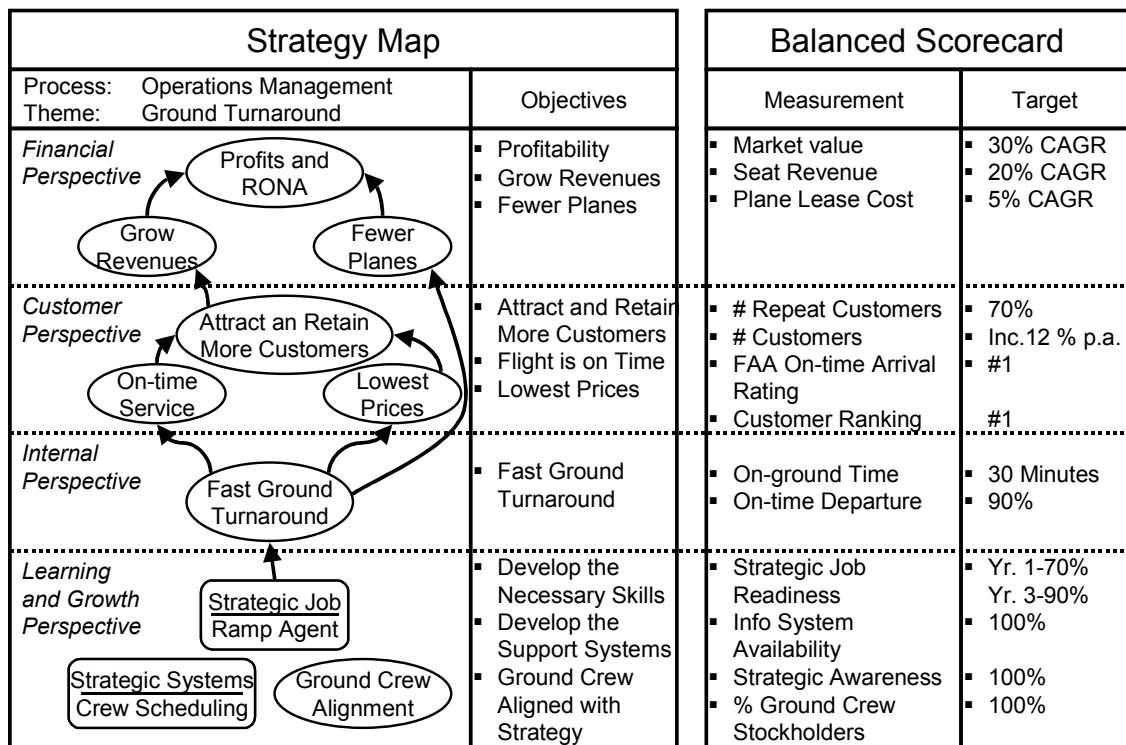 Strategy Map
Balanced Scorecard
Process: Operations Management
Theme: Ground Turnaround
Objectives
Measurement
Target
Financial
Perspective
Profits and
RONA
Grow
Revenues
Fewer
Planes
▪ Profitability
▪ Grow Revenues
▪ Fewer Planes
▪ Market value
▪ Seat Revenue
▪ Plane Lease Cost
▪ 30% CAGR
▪ 20% CAGR
▪ 5% CAGR
Customer
Perspective
Attract an Retain
More Customers
On-time
Service
Lowest
Prices
▪ Attract and Retain
More Customers
▪ Flight is on Time
▪ Lowest Prices
▪ # Repeat Customers
▪ # Customers
▪ FAA On-time Arrival
Rating
▪ Customer Ranking
▪ 70%
▪ Inc.12 % p.a.
▪ #1
▪ #1
Internal
Perspective
Fast Ground
Turnaround
▪ Fast Ground
Turnaround
▪ On-ground Time
▪ On-time Departure
▪ 30 Minutes
▪ 90%
Learning
and Growth
Perspective
Strategic Job
Ramp Agent
Strategic Systems
Crew Scheduling
Ground Crew
Alignment
▪ Develop the
Necessary Skills
▪ Develop the
Support Systems
▪ Ground Crew
Aligned with
Strategy
▪ Strategic Job
Readiness
▪ Info System
Availability
▪ Strategic Awareness
▪ % Ground Crew
Stockholders
▪ Yr. 1-70%
Yr. 3-90%
▪ 100%
▪ 100%
▪ 100%